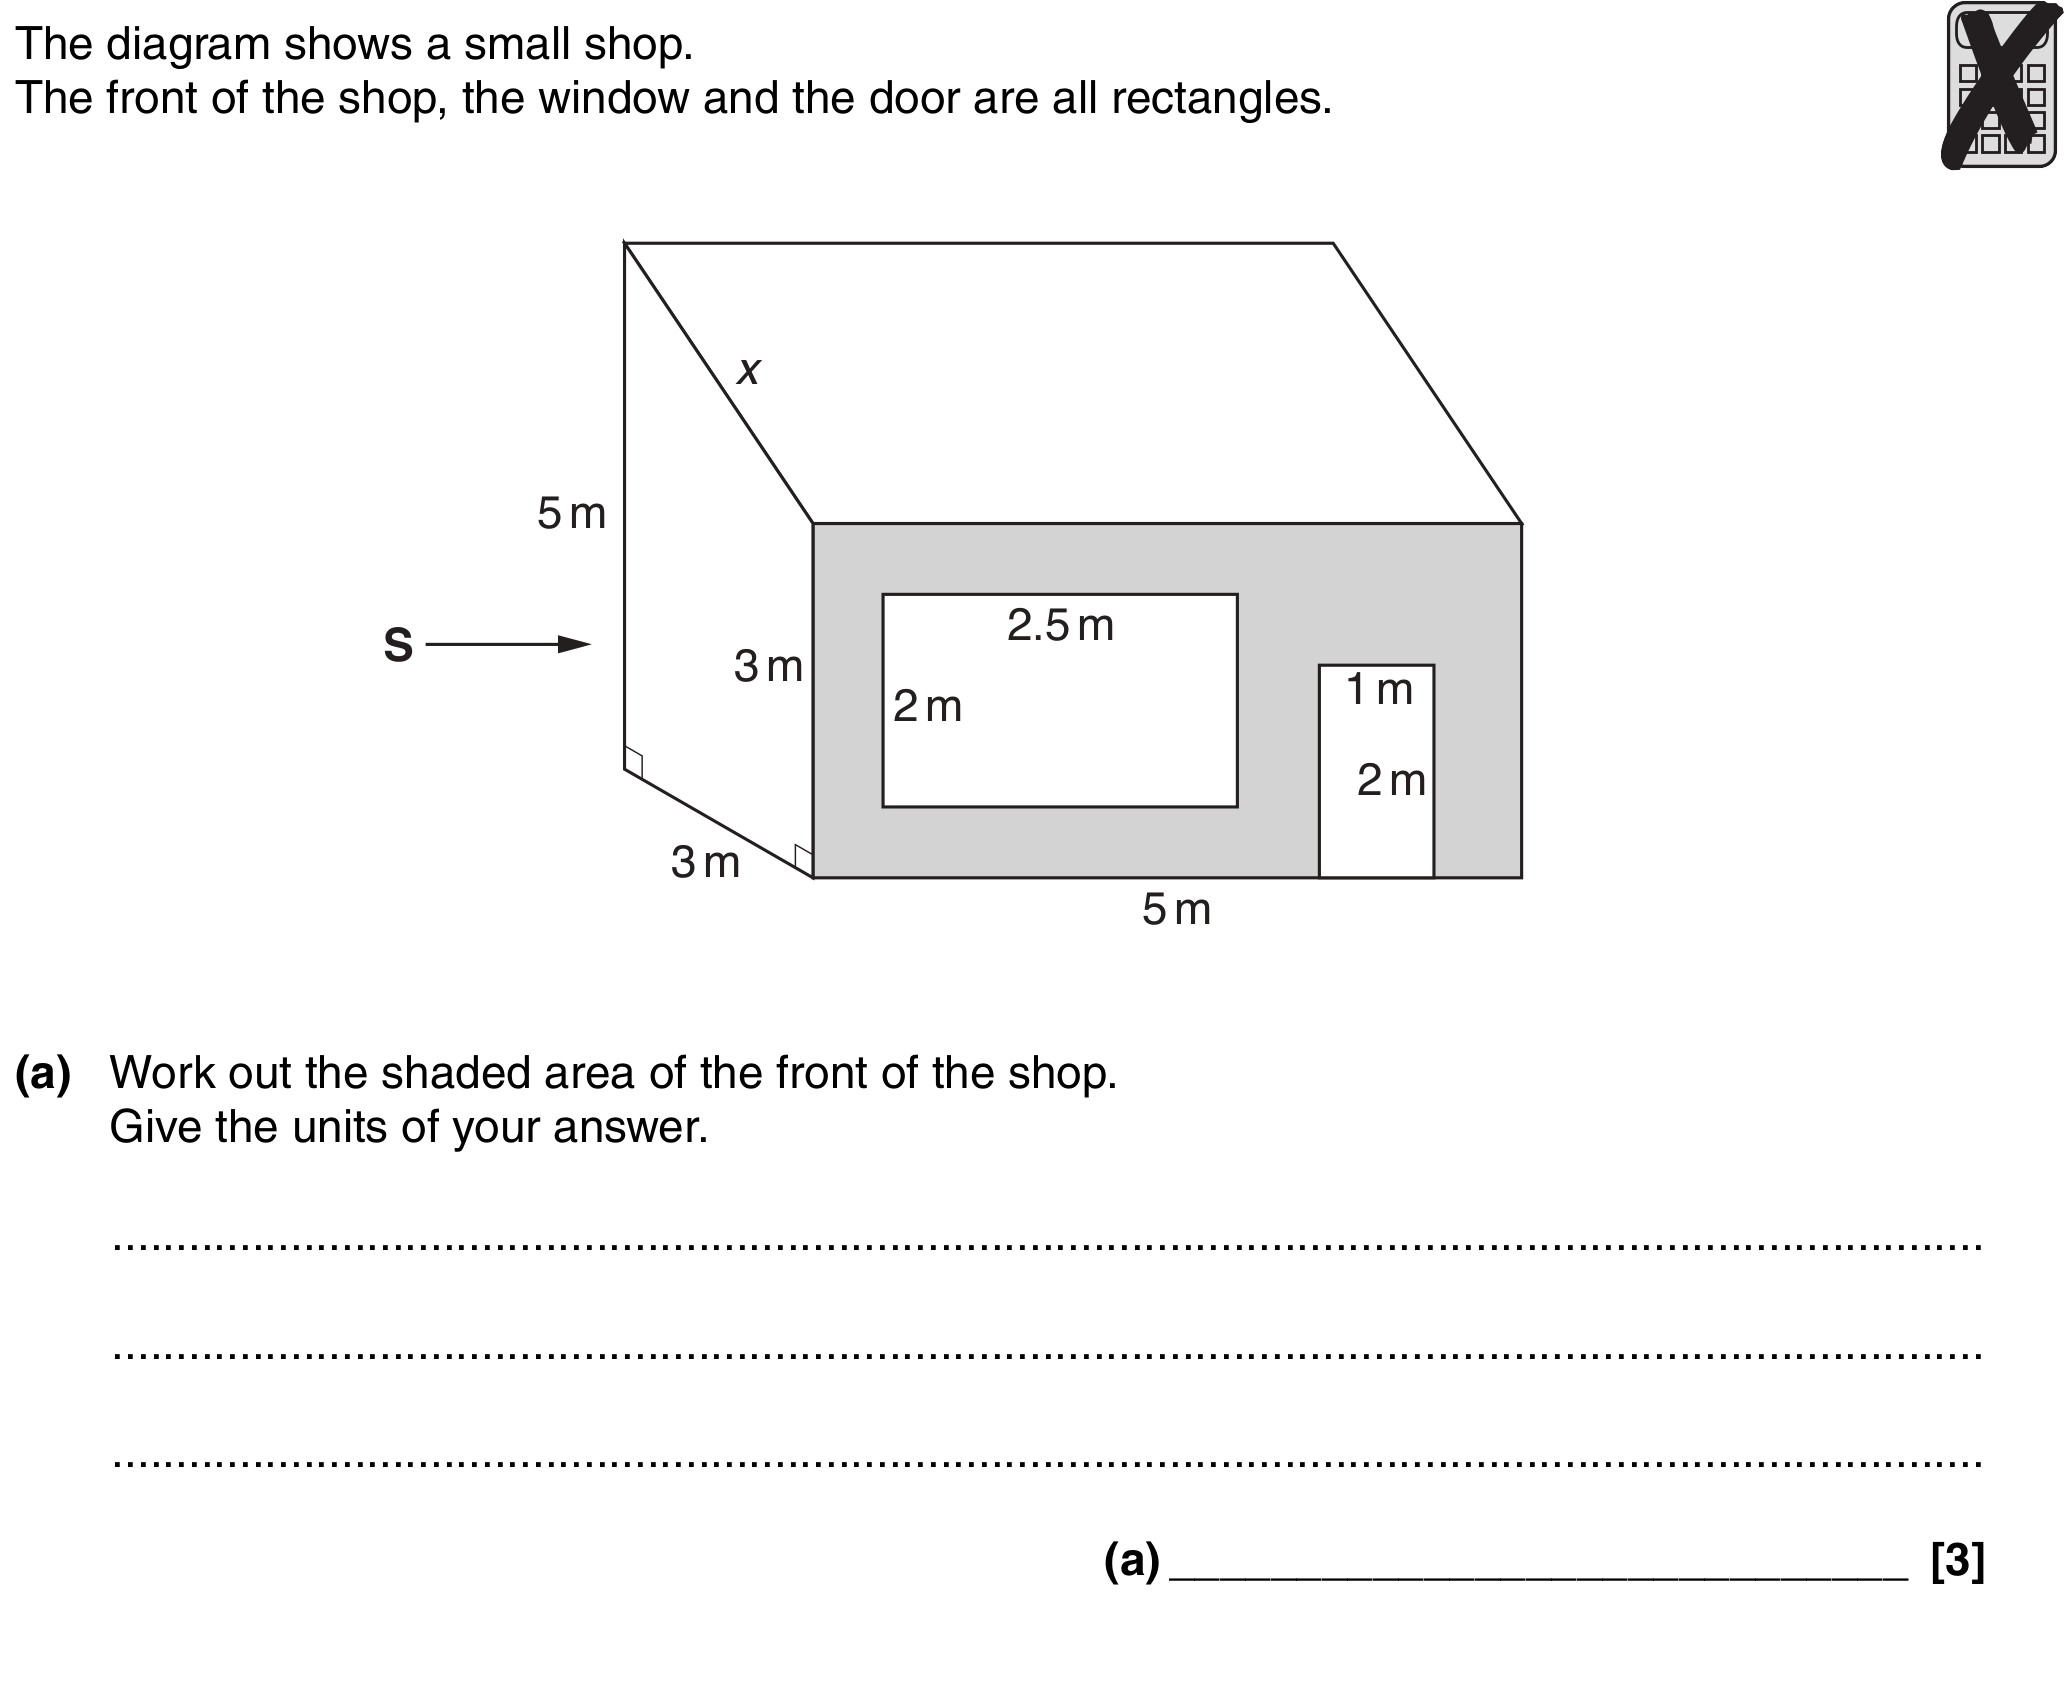 The diagram shows a small shop.
The front of the shop, the window and the door are all rectangles.
x
5 m
S
3 m
2.5 m
2 m
1 m
2 m
3 m
5 m
(a) Work out the shaded area of the front of the shop.
Give the units of your answer.
(a) [3]